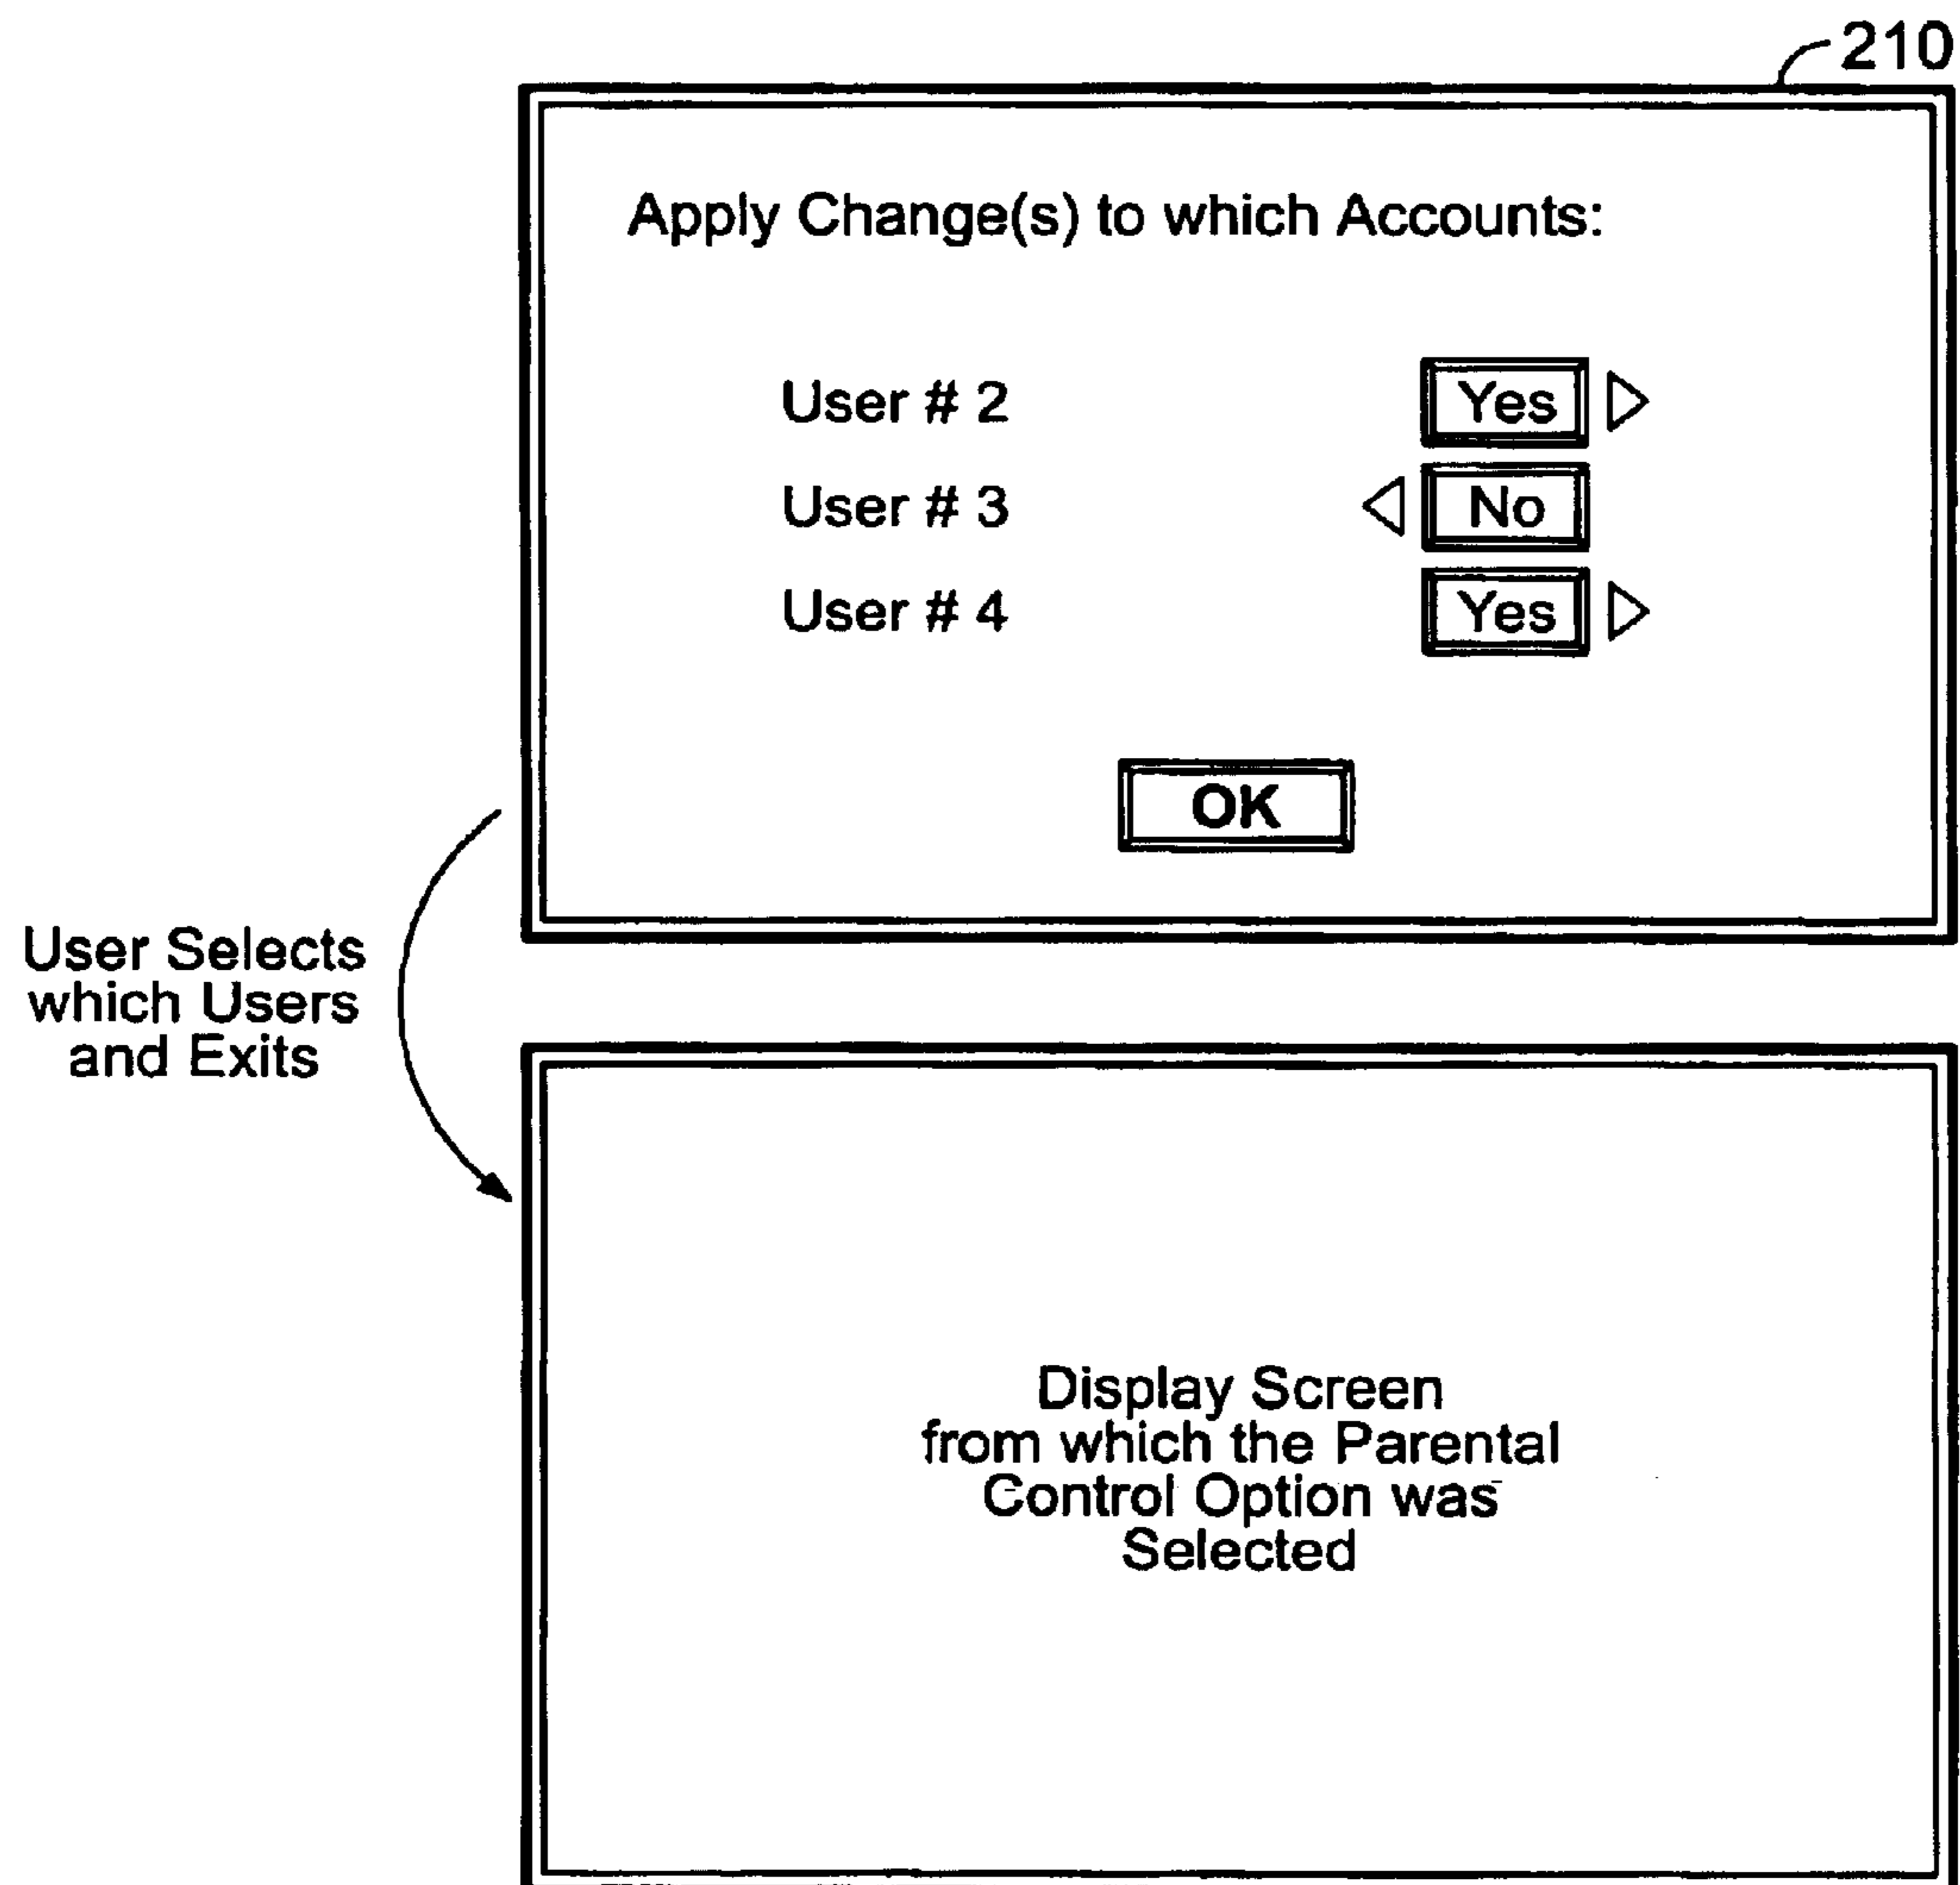 210
Apply Change(s) to which Accounts:
User # 2 Yes
User # 3 No
User # 4 Yes
OK
User Selects
which Users
and Exits
Display Screen
from which the Parental
Control Option was
Selected